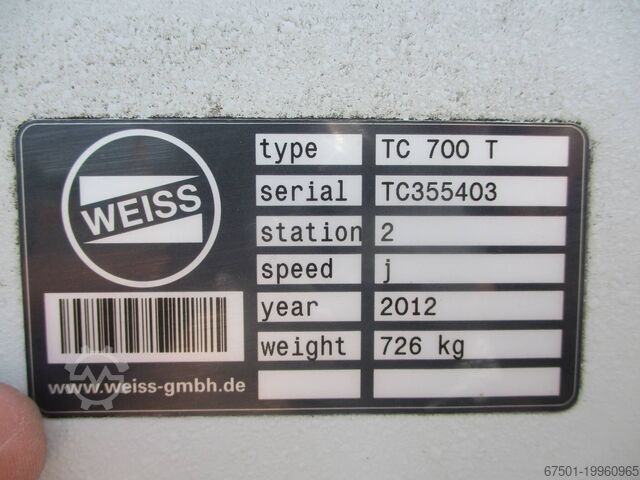 WEISS
type TC 700 T
serial TC355403
station 2
speed j
year 2012
weight 726 kg
www.weiss-gmbh.de
67501-19960965